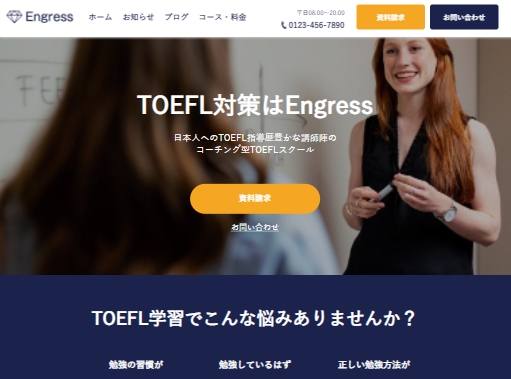 Engress
ホーム お知らせ ブログ コース・料金
平日08:00〜20:00
0123-456-7890
資料請求
お問い合わせ
TOEFL対策はEngress
日本人へのTOEFL指導歴豊かな講師陣の
コーチング型TOEFLスクール
資料請求
お問い合わせ
TOEFL学習でこんな悩みありませんか？
勉強の習慣が 勉強しているはず 正しい勉強方法が